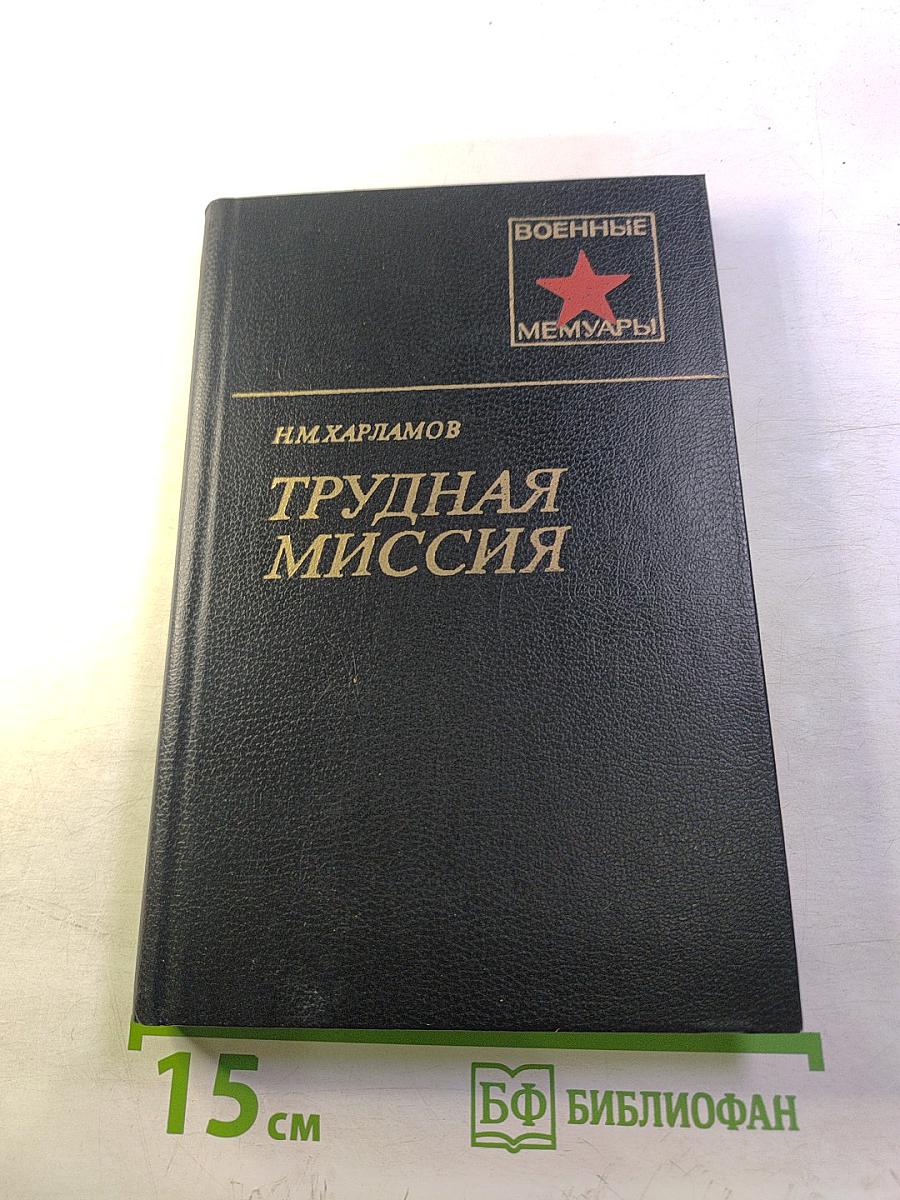 ВОЕННЫЕ
МЕМУАРЫ
Н.М.ХАРЛАМОВ
ТРУДНАЯ
МИССИЯ
15 см
БФ БИБЛИОФАН